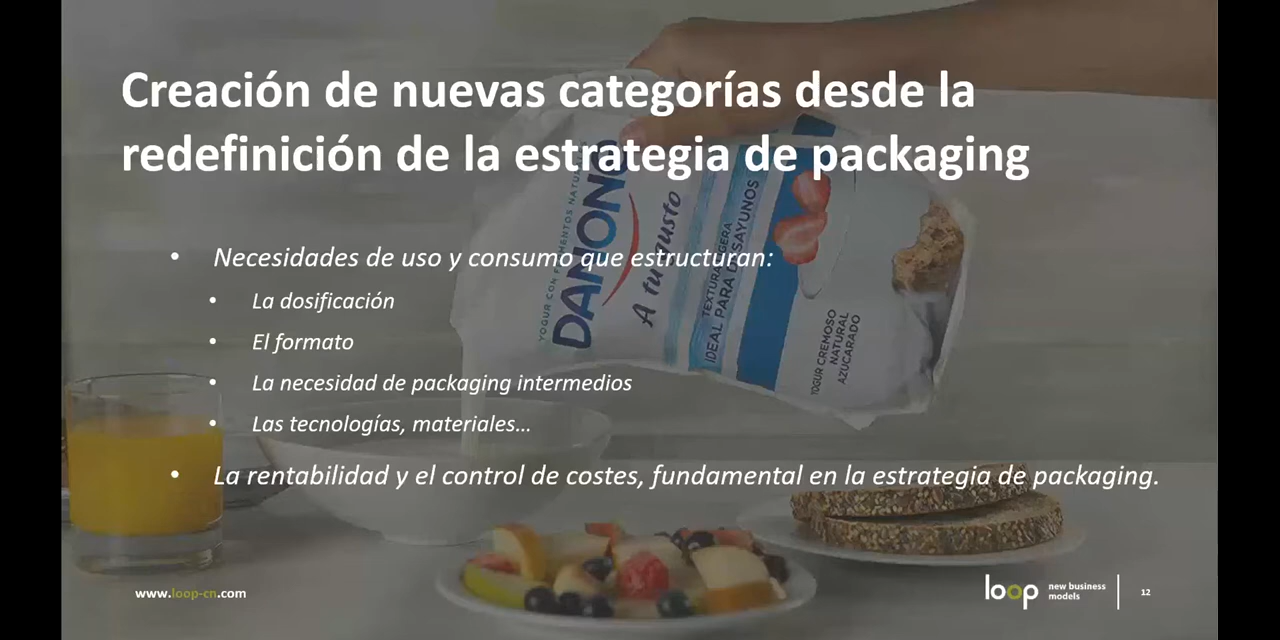 Creación de nuevas categorías desde la
redefinición de la estrategia de packaging
• Necesidades de uso y consumo que estructuran:
• La dosificación
• El formato
• La necesidad de packaging intermedios
• Las tecnologías, materiales…
• La rentabilidad y el control de costes, fundamental en la estrategia de packaging.
DANONE
A tu gusto
IDEAL PARA DESAYUNOS
YOGUR CREMOSO
NATURAL
AZUCARADO
www.loop-cn.com
loop
new business
models
12